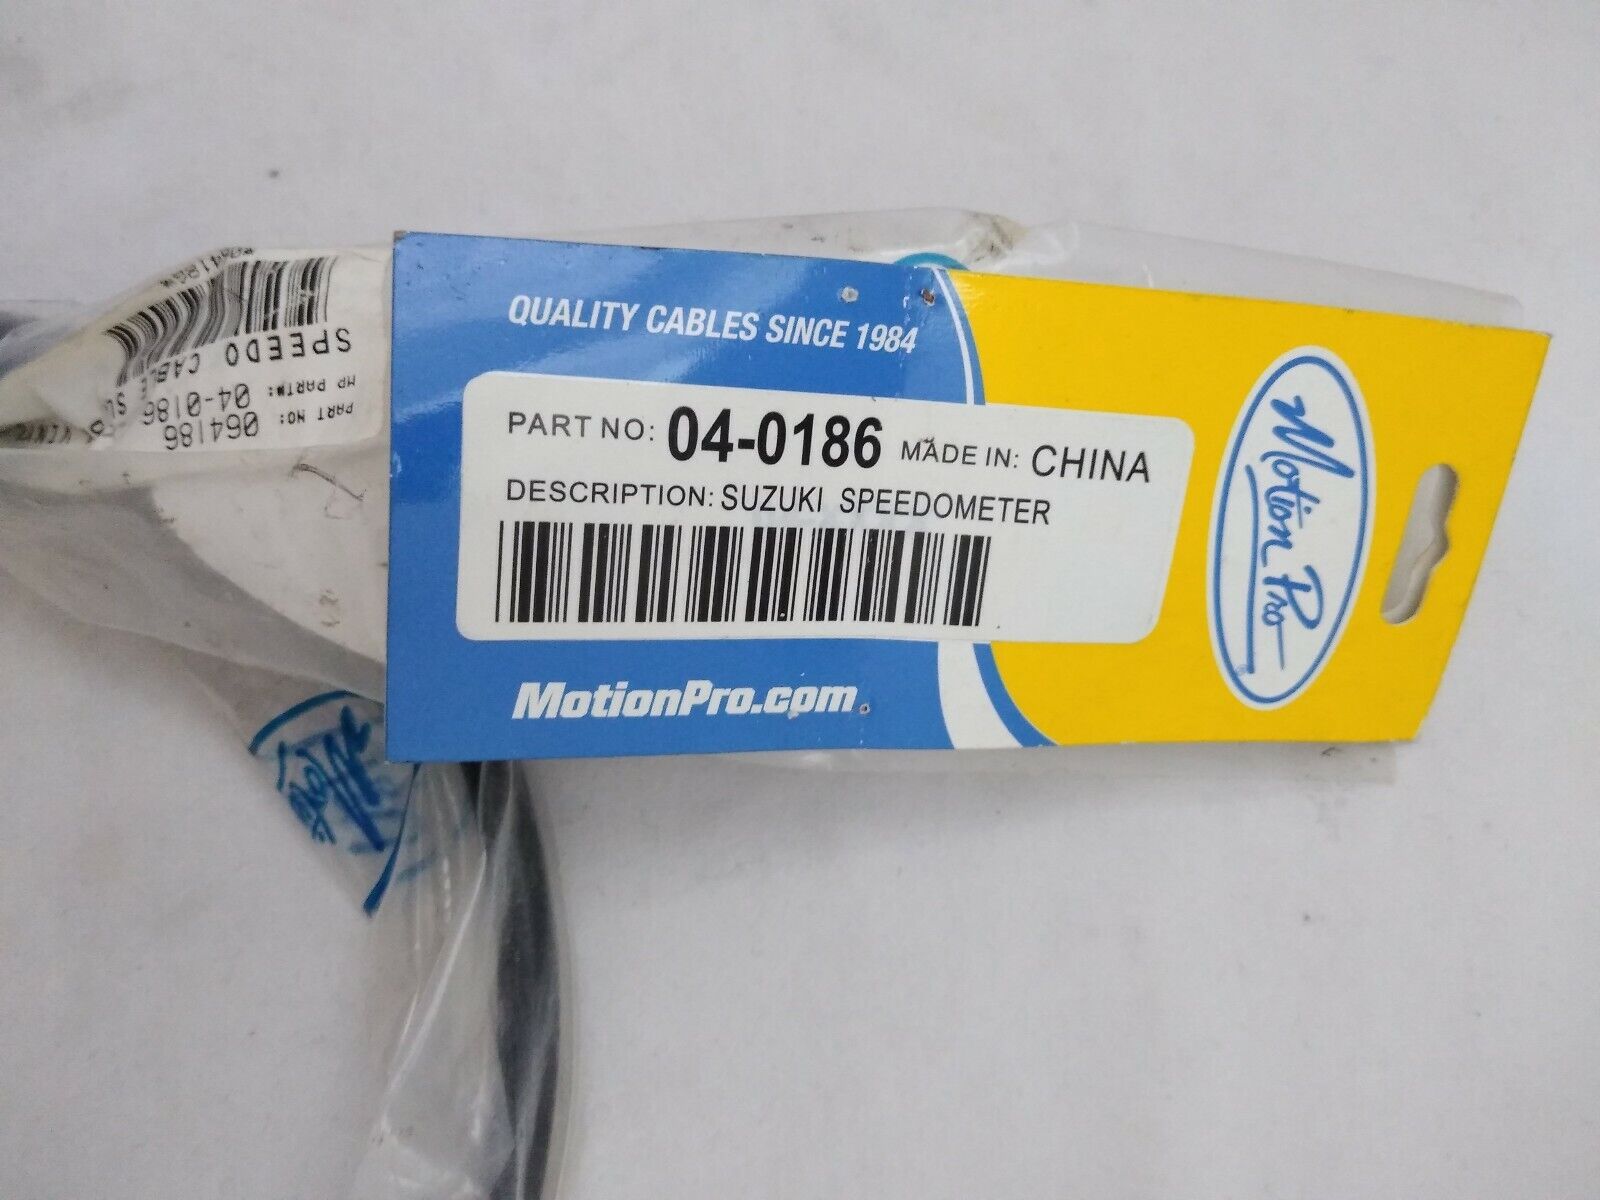 QUALITY CABLES SINCE 1984
PART NO: 04-0186 MADE IN: CHINA
DESCRIPTION: SUZUKI SPEEDOMETER
MotionPro.com
Motion Pro
PART NO: 064186
MP PART#: 04-0186
SPEEDO CABLE